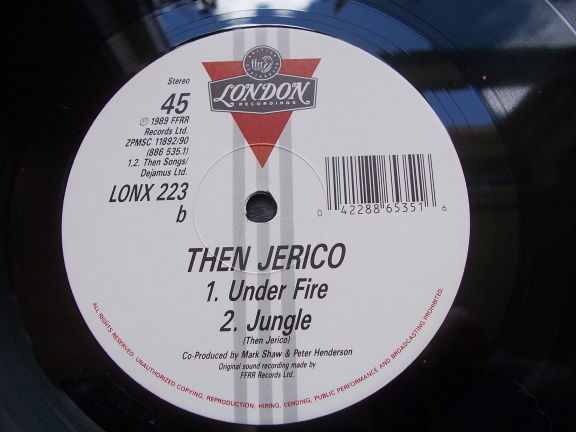 ffrr
LONDON
RECORDINGS
Stereo
45
℗ 1989 FFRR
Records Ltd.
ZPMSC 11892/90
(886 535.1)
1,2. Then Songs/
Dejamus Ltd.
LONX 223
b
0 42288 65351 6
THEN JERICO
1. Under Fire
2. Jungle
(Then Jerico)
Co-Produced by Mark Shaw & Peter Henderson
Original sound recording made by
FFRR Records Ltd.
ALL RIGHTS RESERVED. UNAUTHORIZED COPYING, REPRODUCTION, HIRING, LENDING, PUBLIC PERFORMANCE AND BROADCASTING PROHIBITED